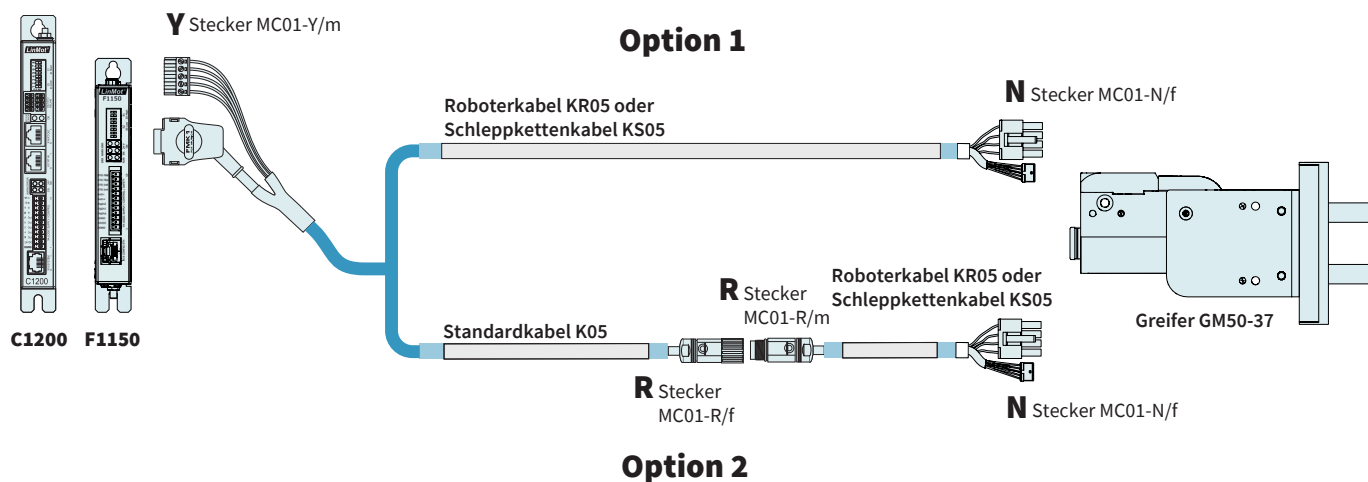 Y Stecker MC01-Y/m
Option 1
LinMot
LinMot
F1150
Roboterkabel KR05 oder
Schleppkettenkabel KS05
N Stecker MC01-N/f
C1200
C1200 F1150
Standardkabel K05
R Stecker
MC01-R/m
Roboterkabel KR05 oder
Schleppkettenkabel KS05
Greifer GM50-37
R Stecker
MC01-R/f
N Stecker MC01-N/f
Option 2